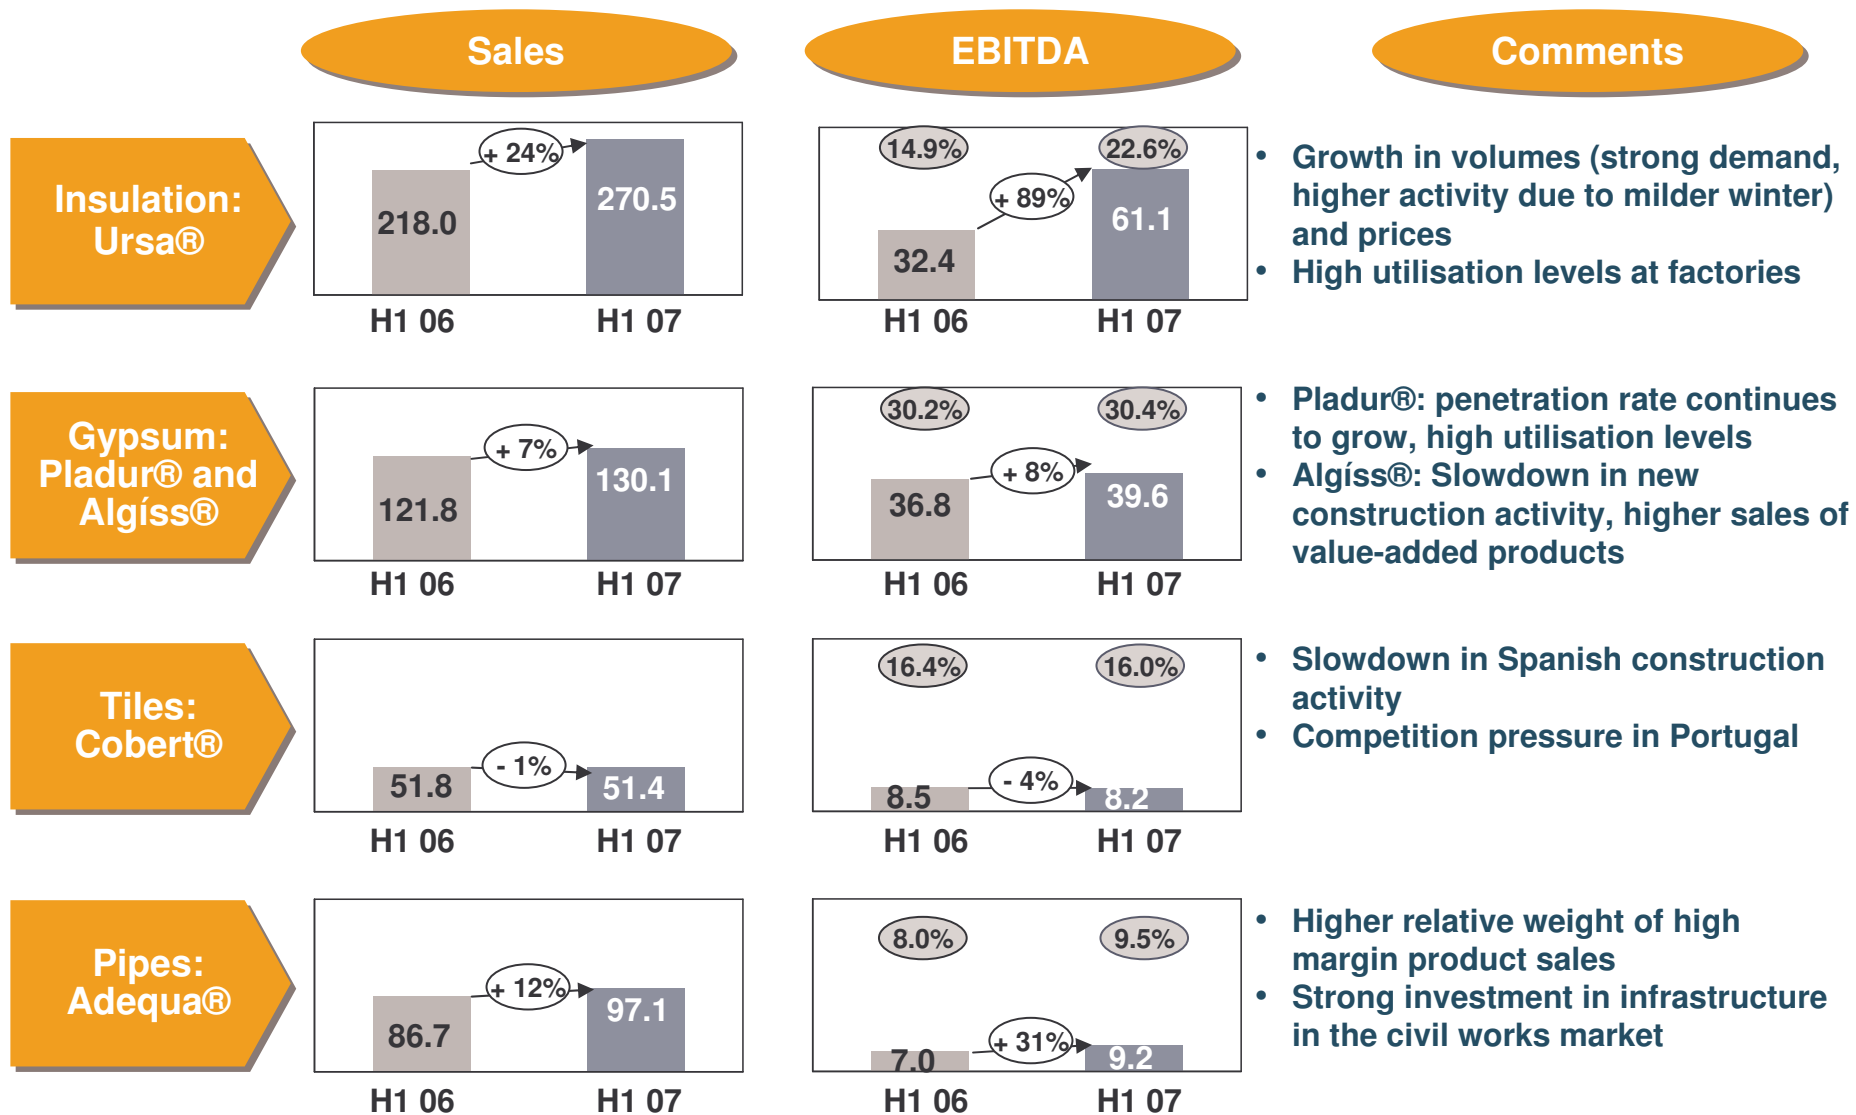 Sales
EBITDA
Comments
Insulation:
Ursa®
+ 24%
218.0
270.5
H1 06
H1 07
14.9%
22.6%
+ 89%
32.4
61.1
H1 06
H1 07
• Growth in volumes (strong demand,
higher activity due to milder winter)
and prices
• High utilisation levels at factories
Gypsum:
Pladur® and
Algíss®
+ 7%
121.8
130.1
H1 06
H1 07
30.2%
30.4%
+ 8%
36.8
39.6
H1 06
H1 07
• Pladur®: penetration rate continues
to grow, high utilisation levels
• Algíss®: Slowdown in new
construction activity, higher sales of
value-added products
Tiles:
Cobert®
- 1%
51.8
51.4
H1 06
H1 07
16.4%
16.0%
- 4%
8.5
8.2
H1 06
H1 07
• Slowdown in Spanish construction
activity
• Competition pressure in Portugal
Pipes:
Adequa®
+ 12%
86.7
97.1
H1 06
H1 07
8.0%
9.5%
+ 31%
7.0
9.2
H1 06
H1 07
• Higher relative weight of high
margin product sales
• Strong investment in infrastructure
in the civil works market